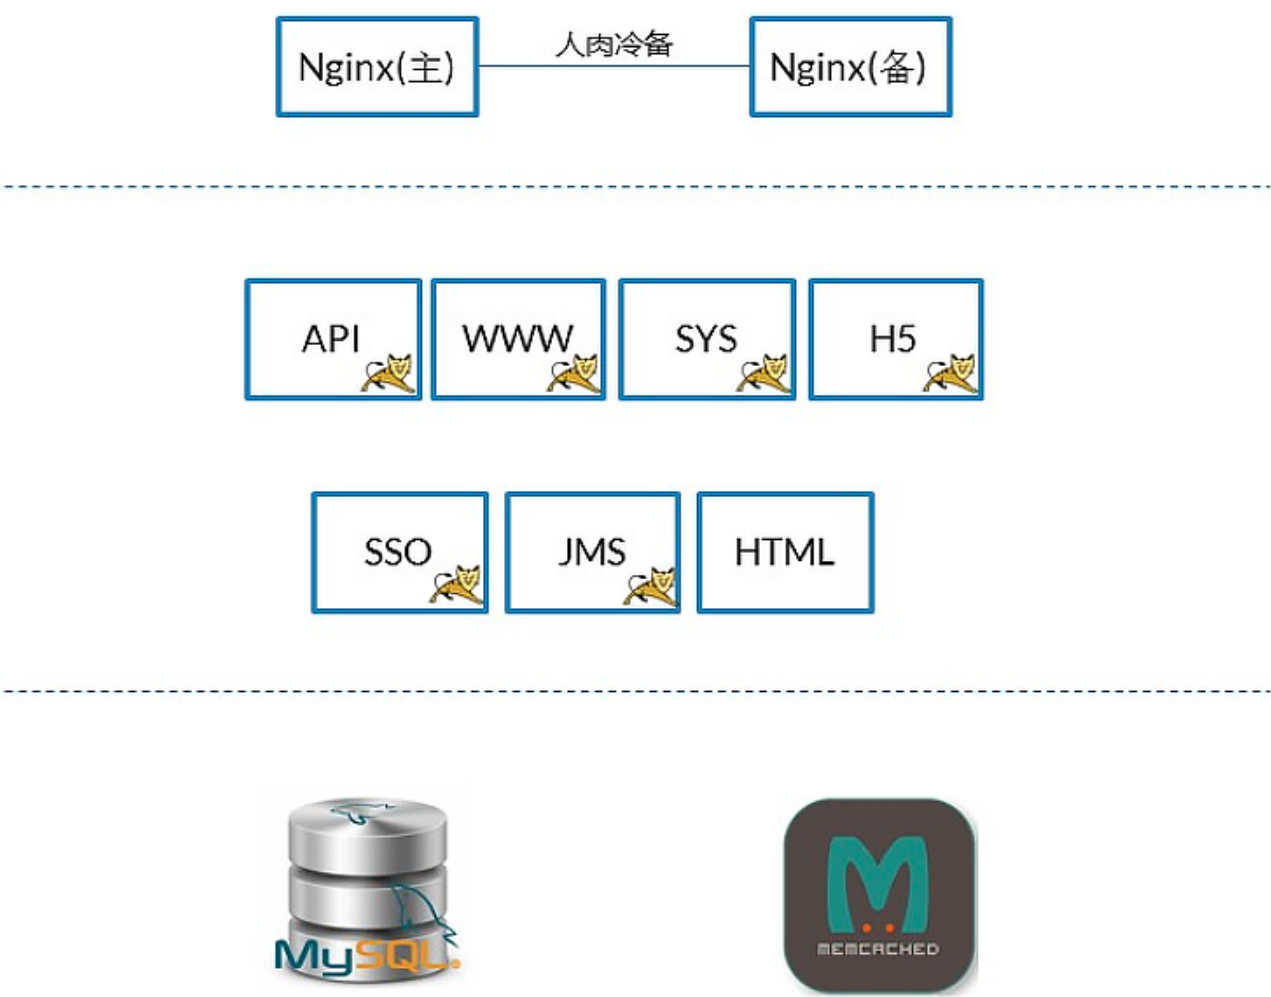 人肉冷备
Nginx(主)
Nginx(备)
API
WWW
SYS
H5
SSO
JMS
HTML
MySQL
MEMCACHED